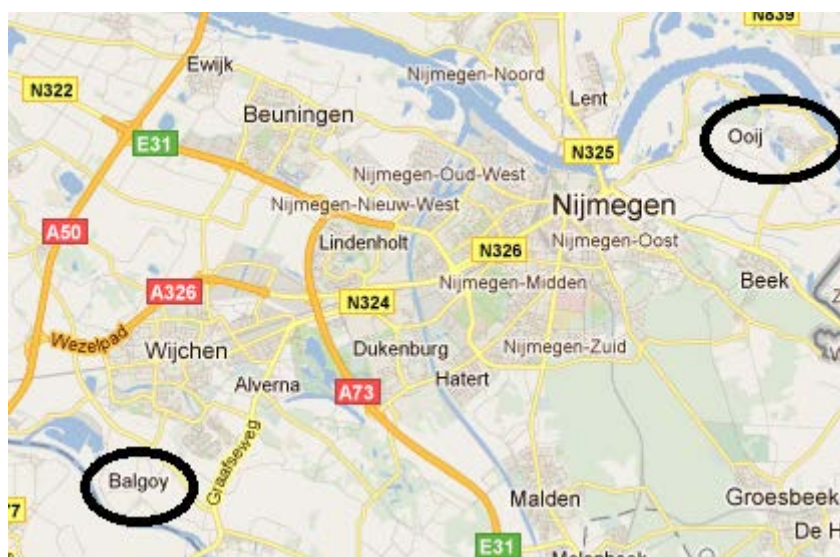 N839
Ewijk
Nijmegen-Noord
N322
Lent
Beuningen
E31
N325
Ooij
Nijmegen-Oud-West
Nijmegen-Nieuw-West
Nijmegen
A50
Lindenholt
N326
Nijmegen-Oost
A326
Nijmegen-Midden
Beek
N324
Wezelpad
Wijchen
Dukenburg
Nijmegen-Zuid
Alverna
A73
Hatert
Graafseweg
Balgoy
Malden
Groesbeek
77
De H
E31